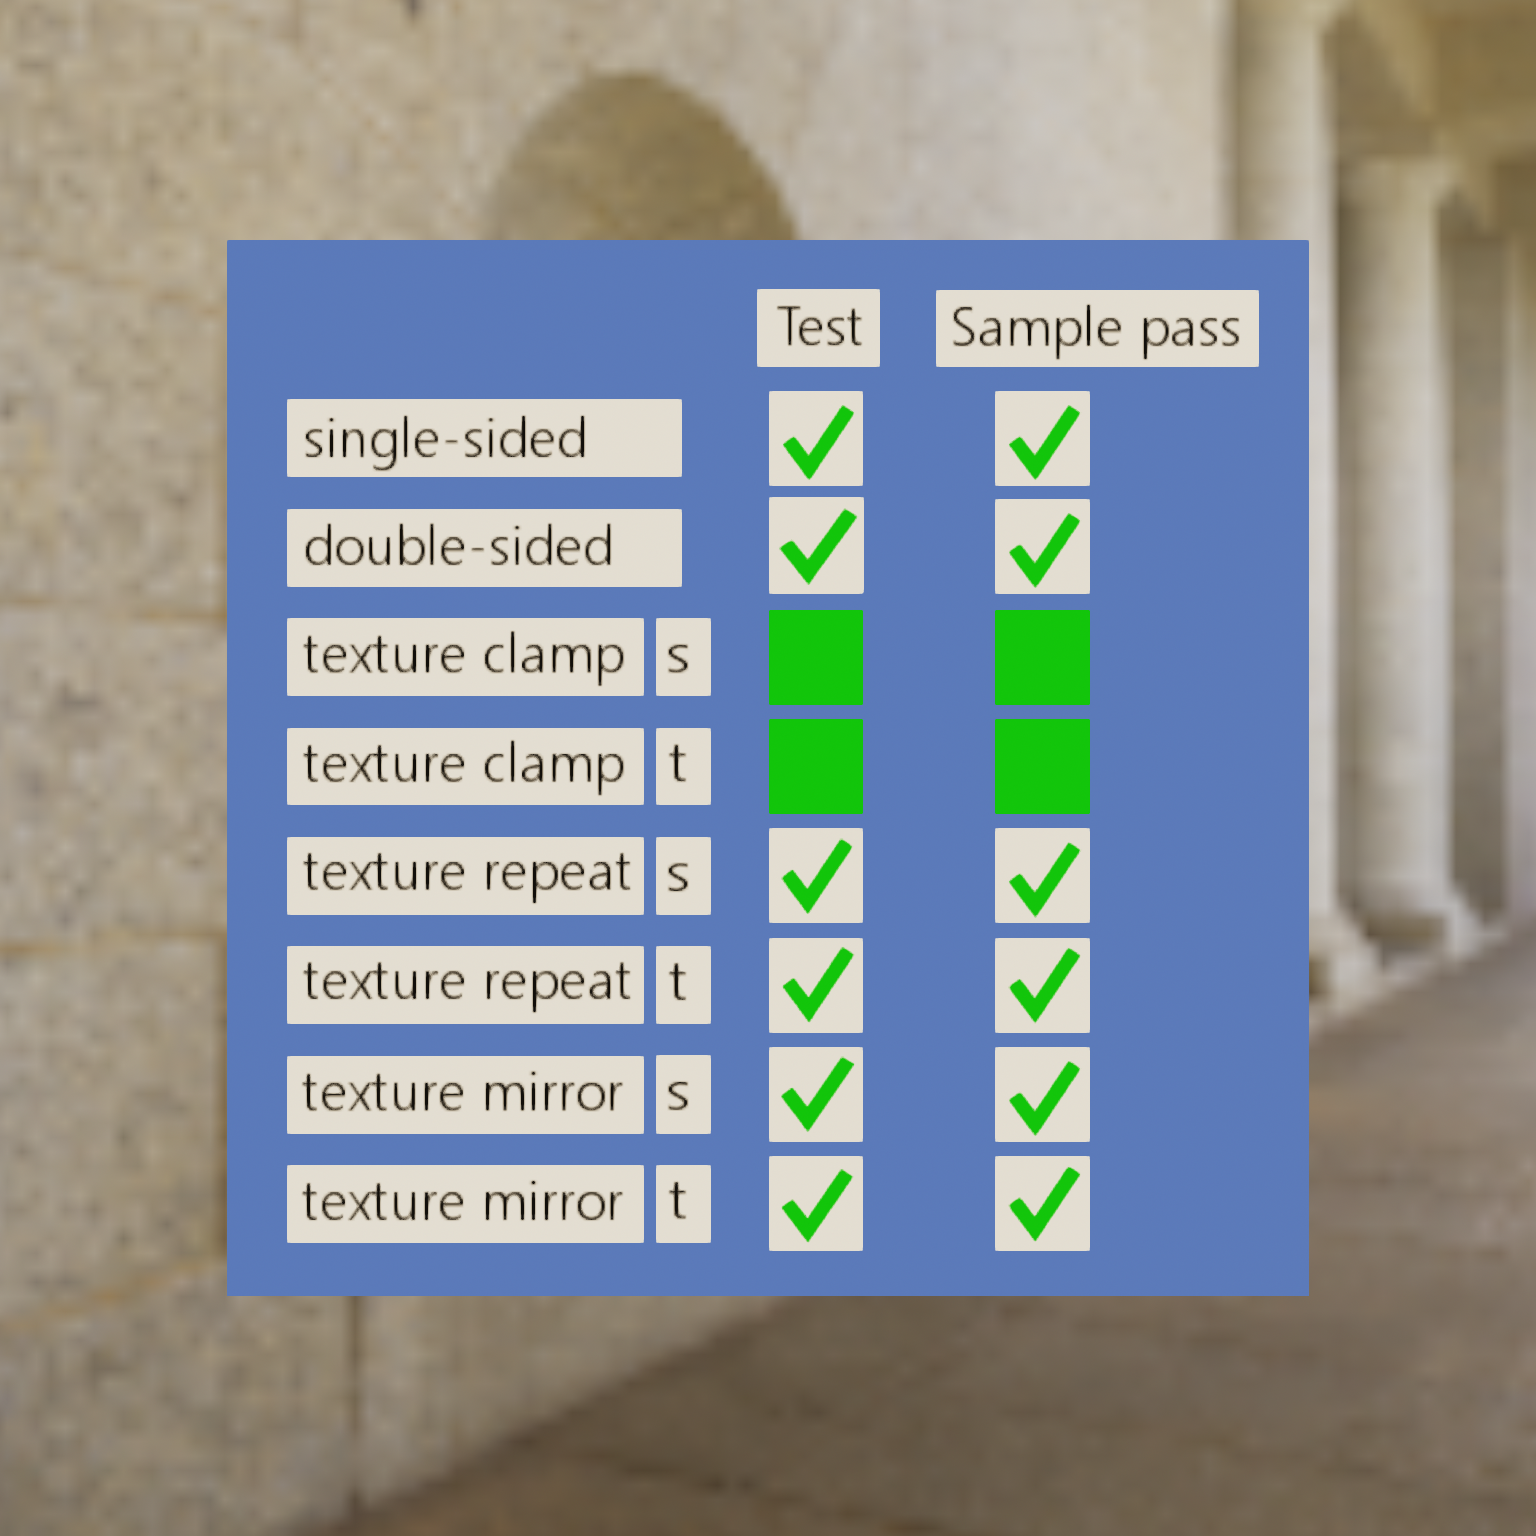 Test Sample pass
single-sided
double-sided
texture clamp s
texture clamp t
texture repeat s
texture repeat t
texture mirror s
texture mirror t